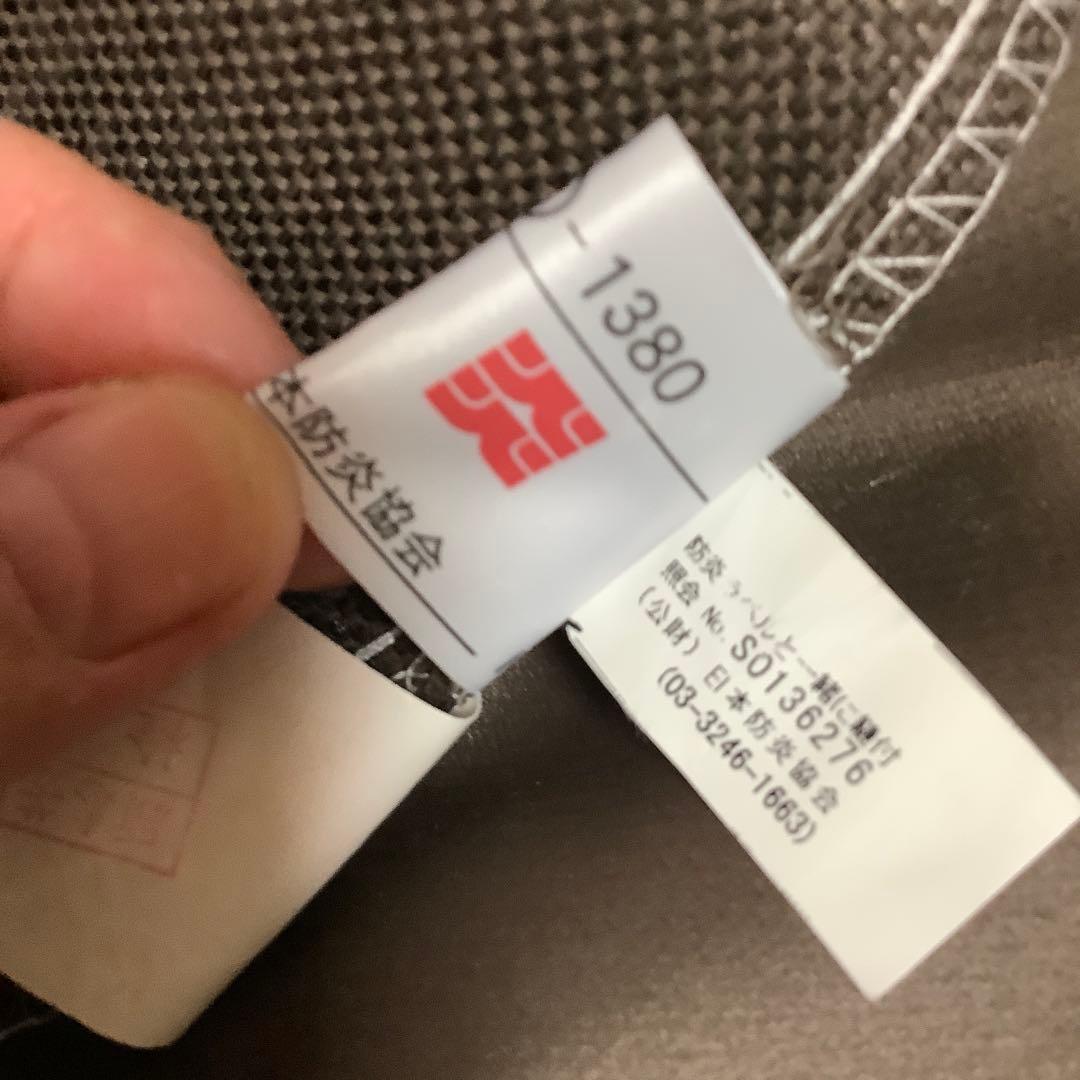 -1380
本防炎協会
防炎ラベルと一緒に縫付
照会 No. S0136276
(公財) 日本防炎協会
(03-3246-1663)